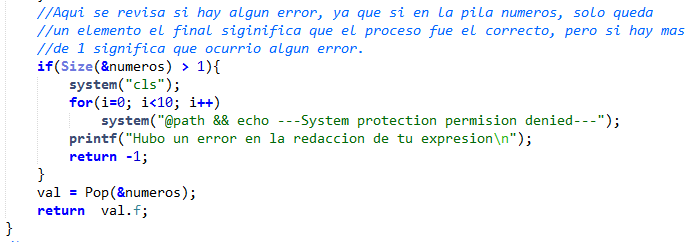 //Aqui se revisa si hay algun error, ya que si en la pila numeros, solo queda
//un elemento el final siginifica que el proceso fue el correcto, pero si hay mas
//de 1 significa que ocurrio algun error.
if(Size(&numeros) > 1){
system("cls");
for(i=0; i<10; i++)
system("@path && echo ---System protection permision denied---");
printf("Hubo un error en la redaccion de tu expresion\n");
return -1;
}
val = Pop(&numeros);
return  val.f;
}